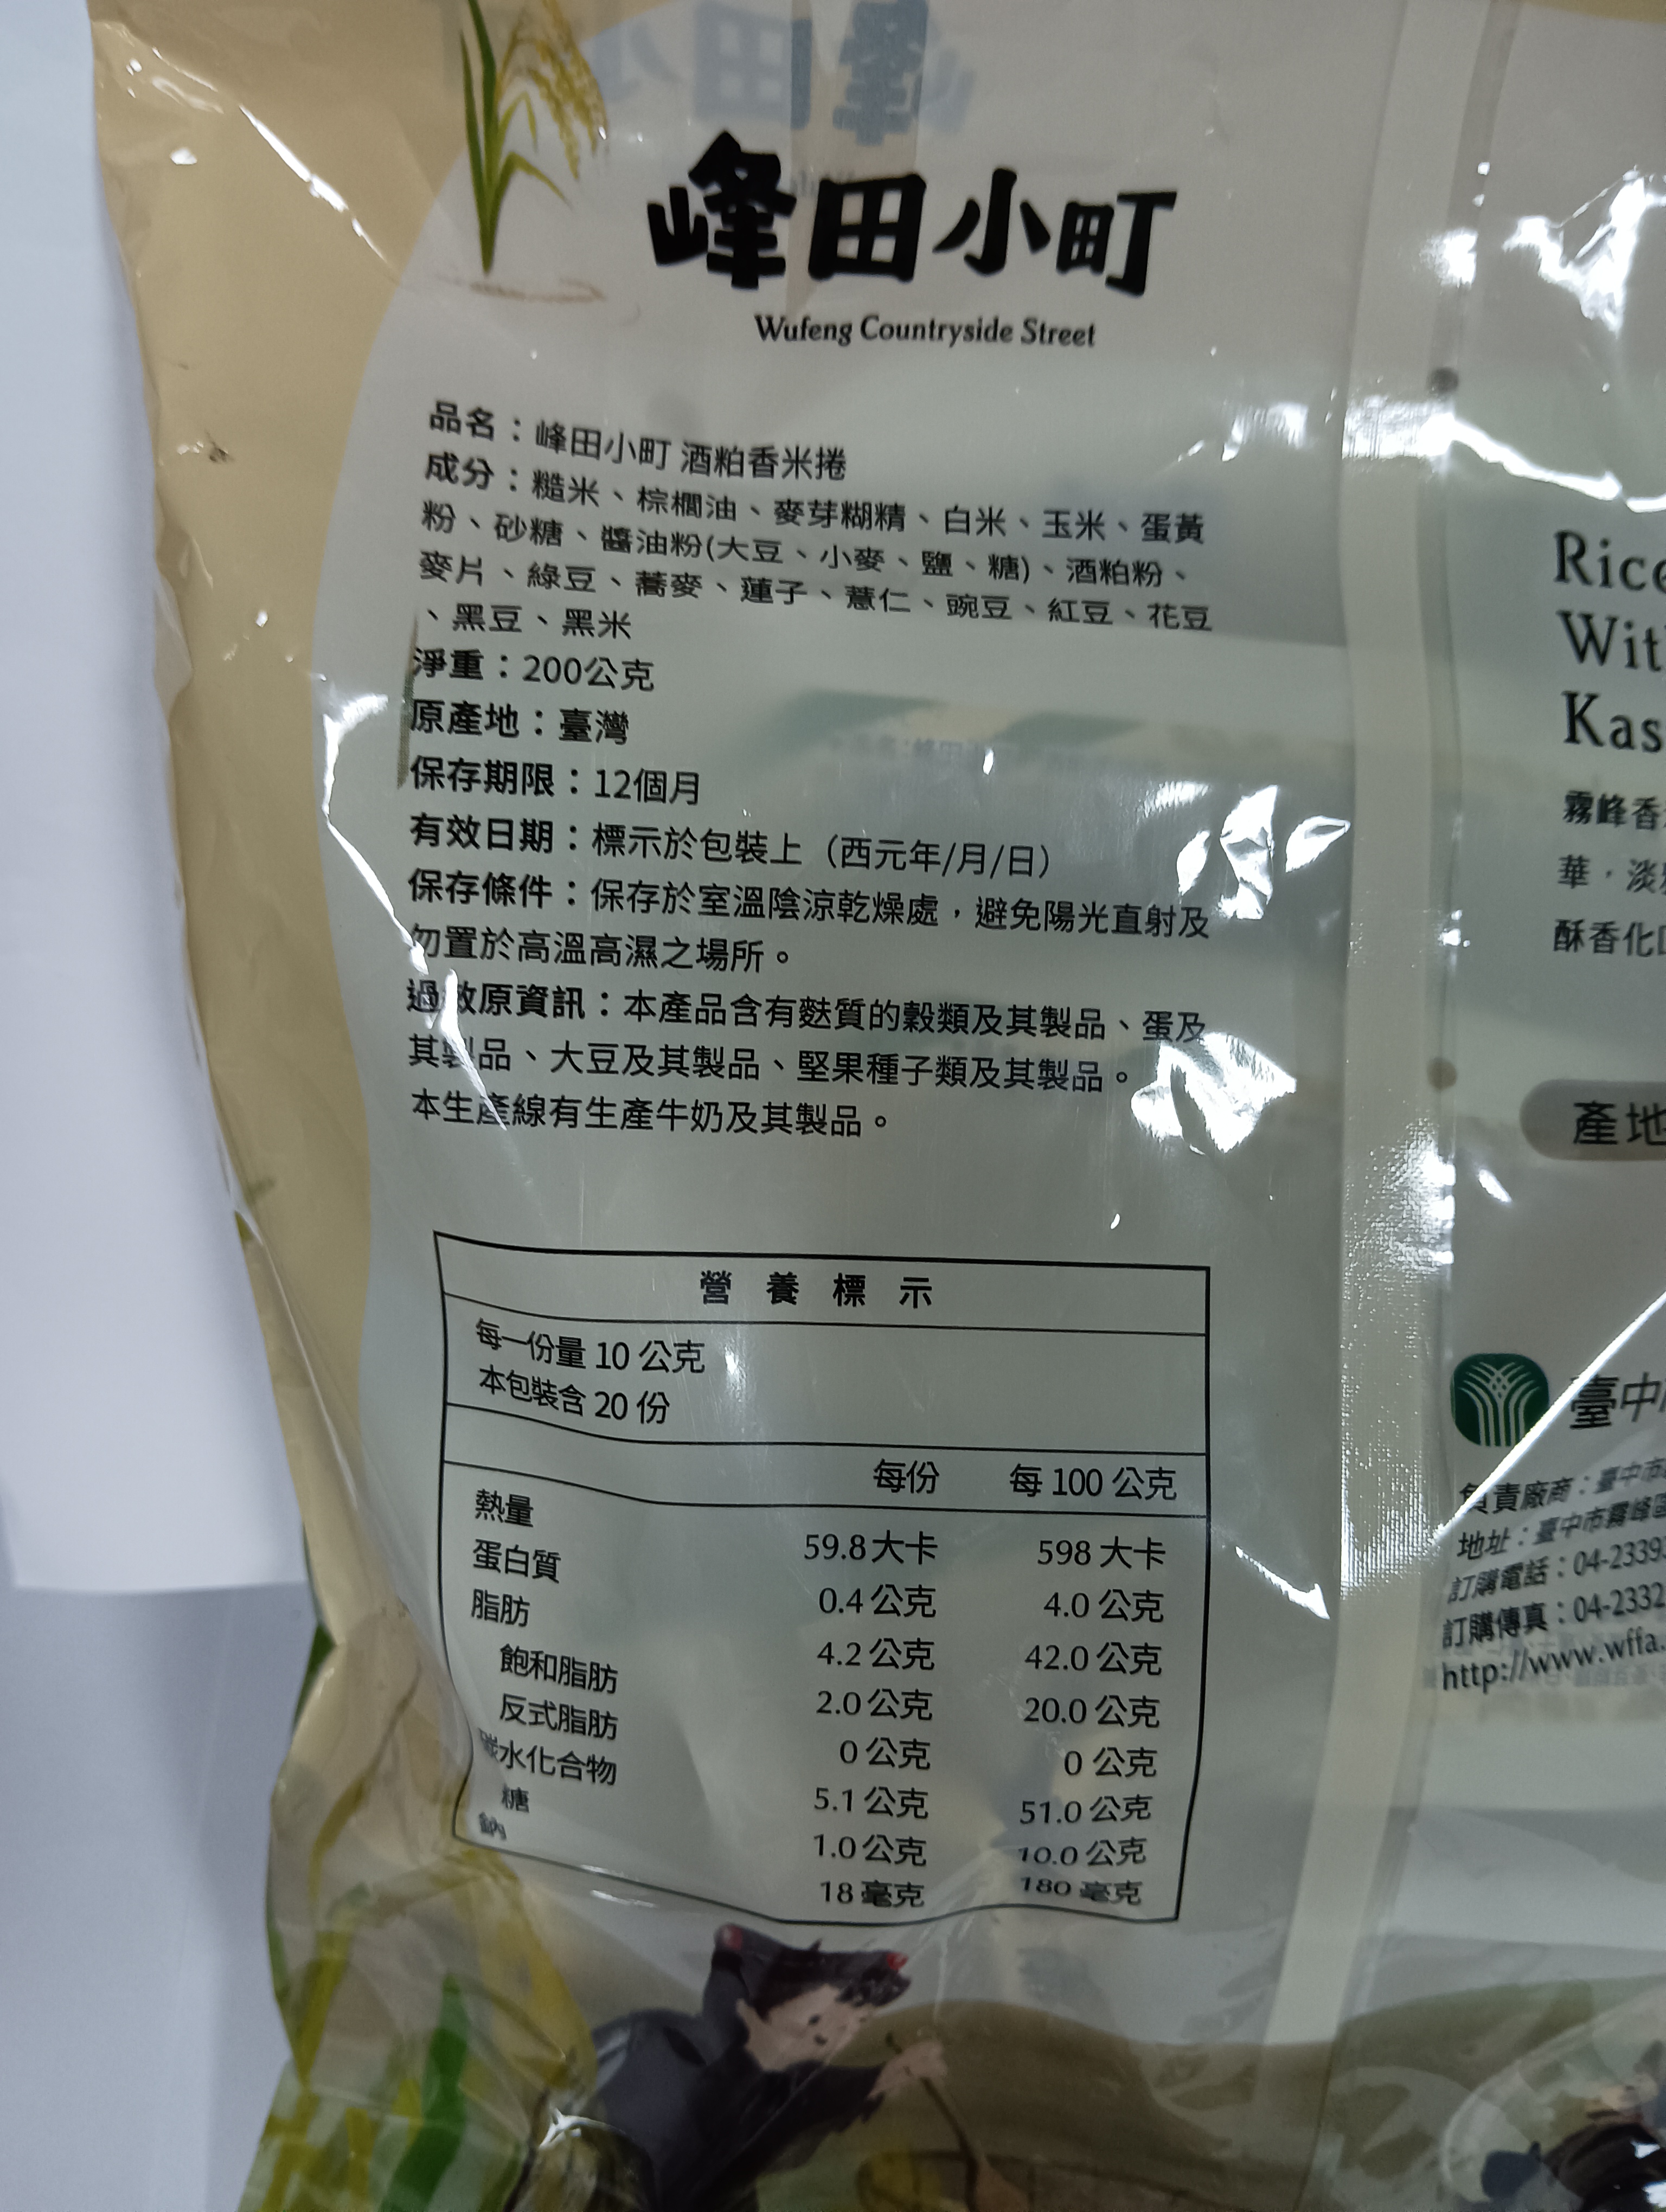 峰田小町
Wufeng Countryside Street
品名：峰田小町 酒粕香米捲
成分：糙米、棕櫚油、麥芽糊精、白米、玉米、蛋黃
粉、砂糖、醬油粉(大豆、小麥、鹽、糖)、酒粕粉、
麥片、綠豆、蕎麥、蓮子、薏仁、豌豆、紅豆、花豆
、黑豆、黑米
淨重：200公克
原產地：臺灣
保存期限：12個月
有效日期：標示於包裝上（西元年/月/日）
保存條件：保存於室溫陰涼乾燥處，避免陽光直射及
勿置於高溫高濕之場所。
過敏原資訊：本產品含有麩質的穀類及其製品、蛋及
其製品、大豆及其製品、堅果種子類及其製品。
本生產線有生產牛奶及其製品。
營養標示
每一份量 10 公克
本包裝含 20 份
每份 每 100 公克
熱量 59.8大卡 598 大卡
蛋白質 0.4公克 4.0 公克
脂肪 4.2公克 42.0 公克
飽和脂肪 2.0公克 20.0 公克
反式脂肪 0公克 0 公克
碳水化合物 5.1公克 51.0 公克
糖 1.0公克 10.0 公克
鈉 18毫克 180 毫克
Rice
Wit
Kas
霧峰香
華，淡
酥香化
產地
臺中
負責廠商：臺中市
地址：臺中市霧峰區
訂購電話：04-2339
訂購傳真：04-2332
http://www.wffa.